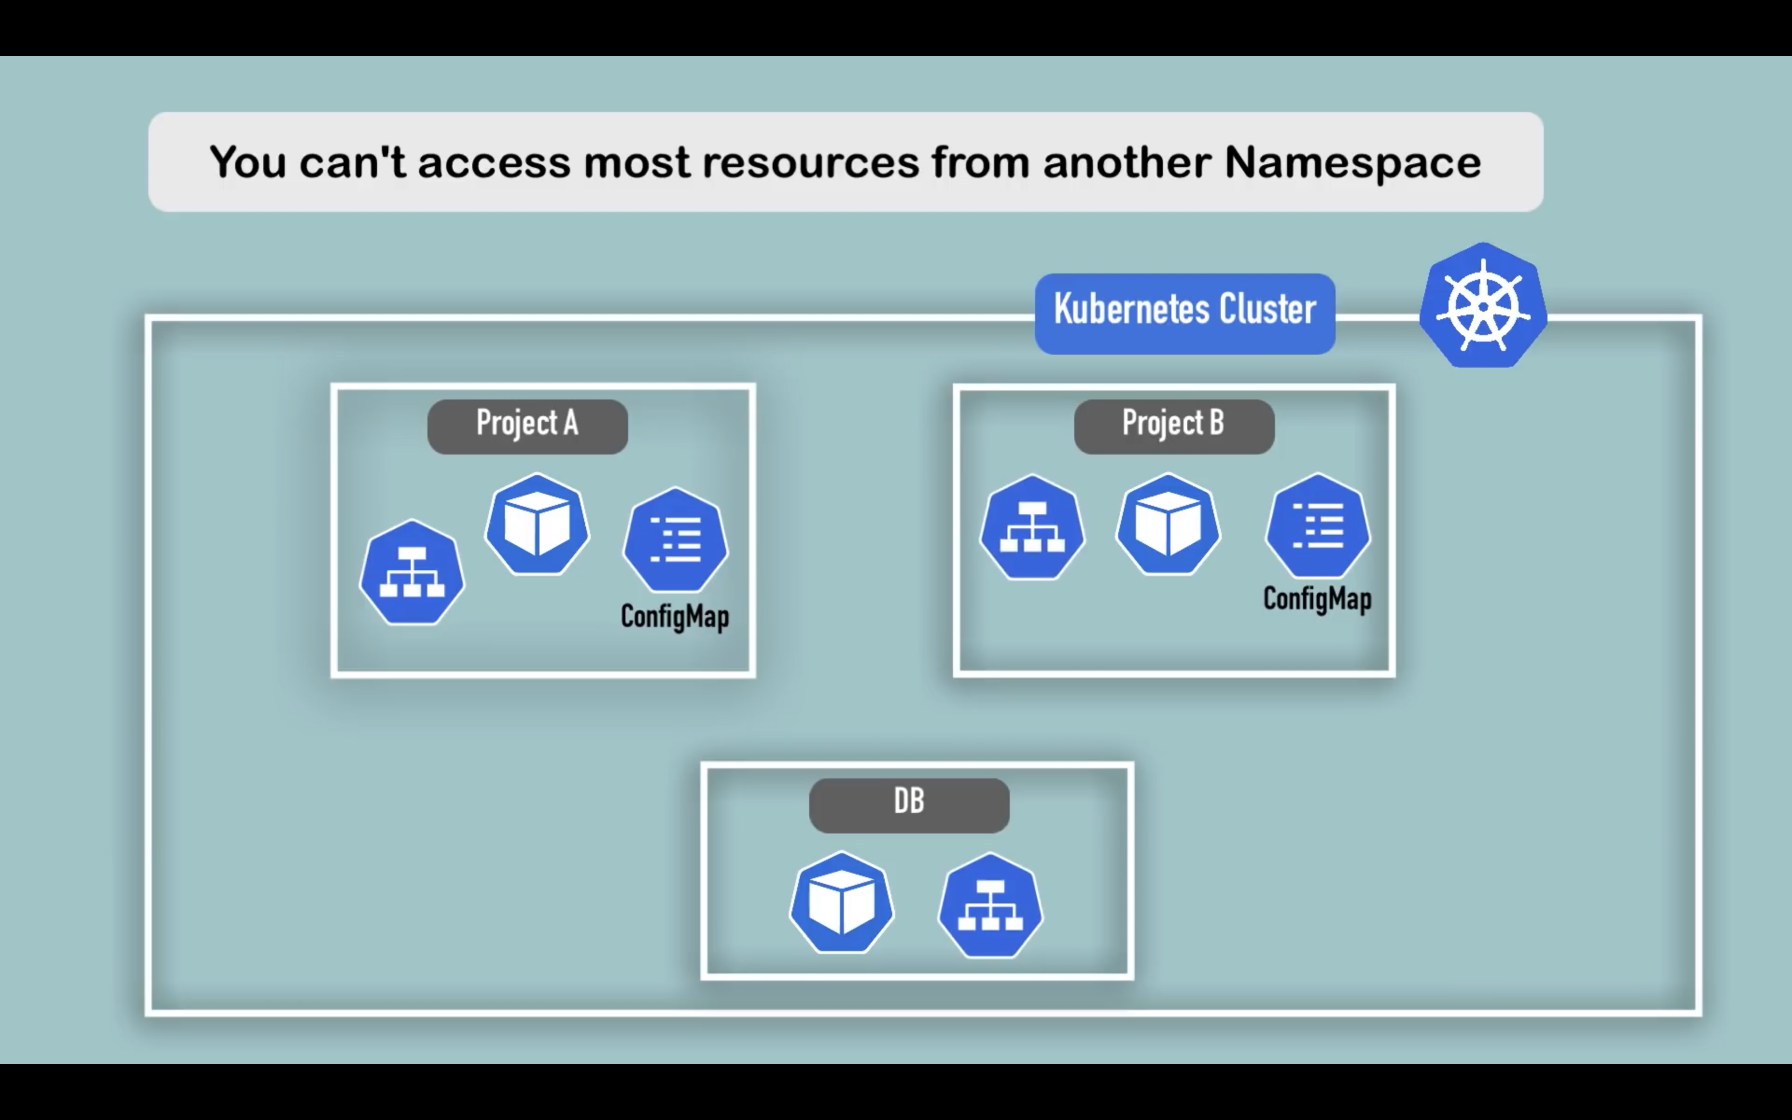 You can't access most resources from another Namespace
Kubernetes Cluster
Project A
ConfigMap
Project B
ConfigMap
DB